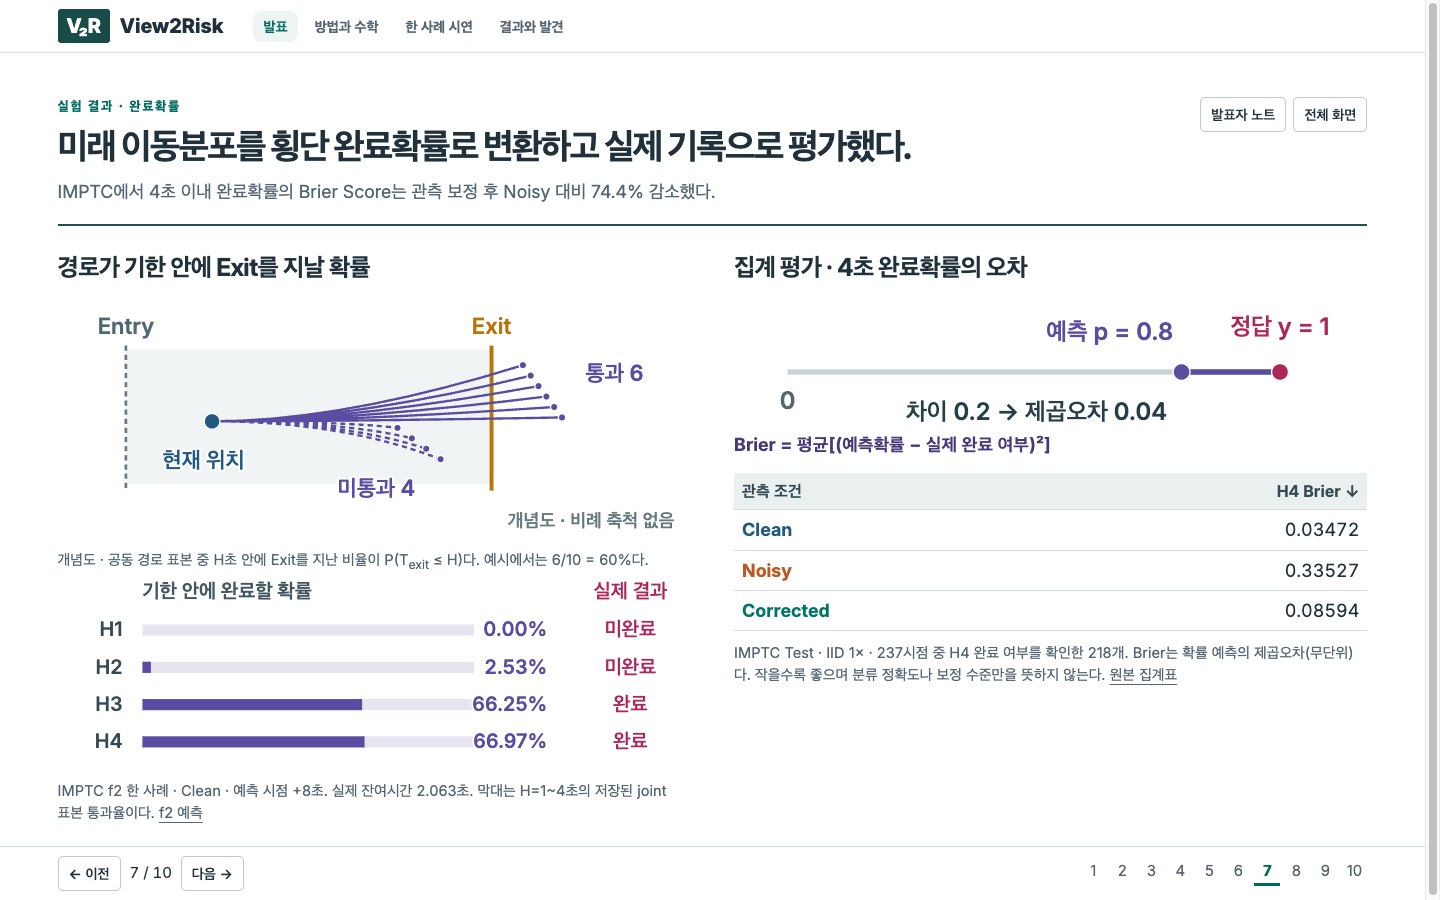 V₂R View2Risk 발표 방법과 수학 한 사례 시연 결과와 발견
실험 결과 · 완료확률
발표자 노트 전체 화면
미래 이동분포를 횡단 완료확률로 변환하고 실제 기록으로 평가했다.
IMPTC에서 4초 이내 완료확률의 Brier Score는 관측 보정 후 Noisy 대비 74.4% 감소했다.
경로가 기한 안에 Exit를 지날 확률
Entry
Exit
통과 6
현재 위치
미통과 4
개념도 · 비례 축척 없음
개념도 · 공동 경로 표본 중 H초 안에 Exit를 지난 비율이 P(Texit ≤ H)다. 예시에서는 6/10 = 60%다.
기한 안에 완료할 확률 실제 결과
H1 0.00% 미완료
H2 2.53% 미완료
H3 66.25% 완료
H4 66.97% 완료
IMPTC f2 한 사례 · Clean · 예측 시점 +8초. 실제 잔여시간 2.063초. 막대는 H=1~4초의 저장된 joint
표본 통과율이다. f2 예측
집계 평가 · 4초 완료확률의 오차
예측 p = 0.8
정답 y = 1
0
차이 0.2 → 제곱오차 0.04
Brier = 평균[(예측확률 − 실제 완료 여부)²]
관측 조건 H4 Brier ↓
Clean 0.03472
Noisy 0.33527
Corrected 0.08594
IMPTC Test · IID 1× · 237시점 중 H4 완료 여부를 확인한 218개. Brier는 확률 예측의 제곱오차(무단위)
다. 작을수록 좋으며 분류 정확도나 보정 수준만을 뜻하지 않는다. 원본 집계표
← 이전 7 / 10 다음 →
1 2 3 4 5 6 7 8 9 10